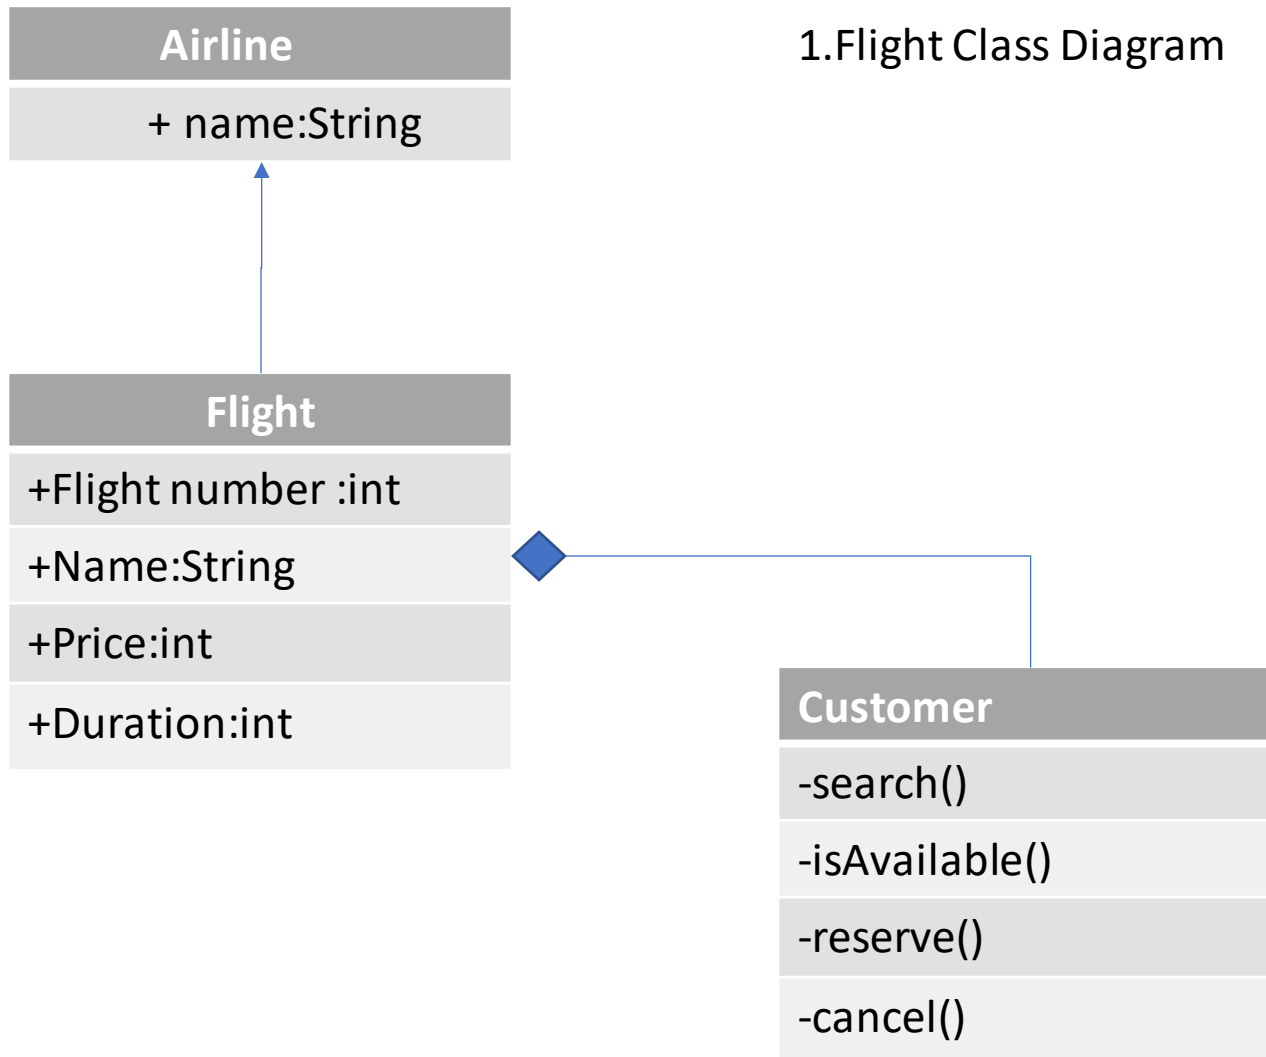 Airline
+ name:String
1.Flight Class Diagram
Flight
+Flight number :int
+Name:String
+Price:int
+Duration:int
Customer
-search()
-isAvailable()
-reserve()
-cancel()